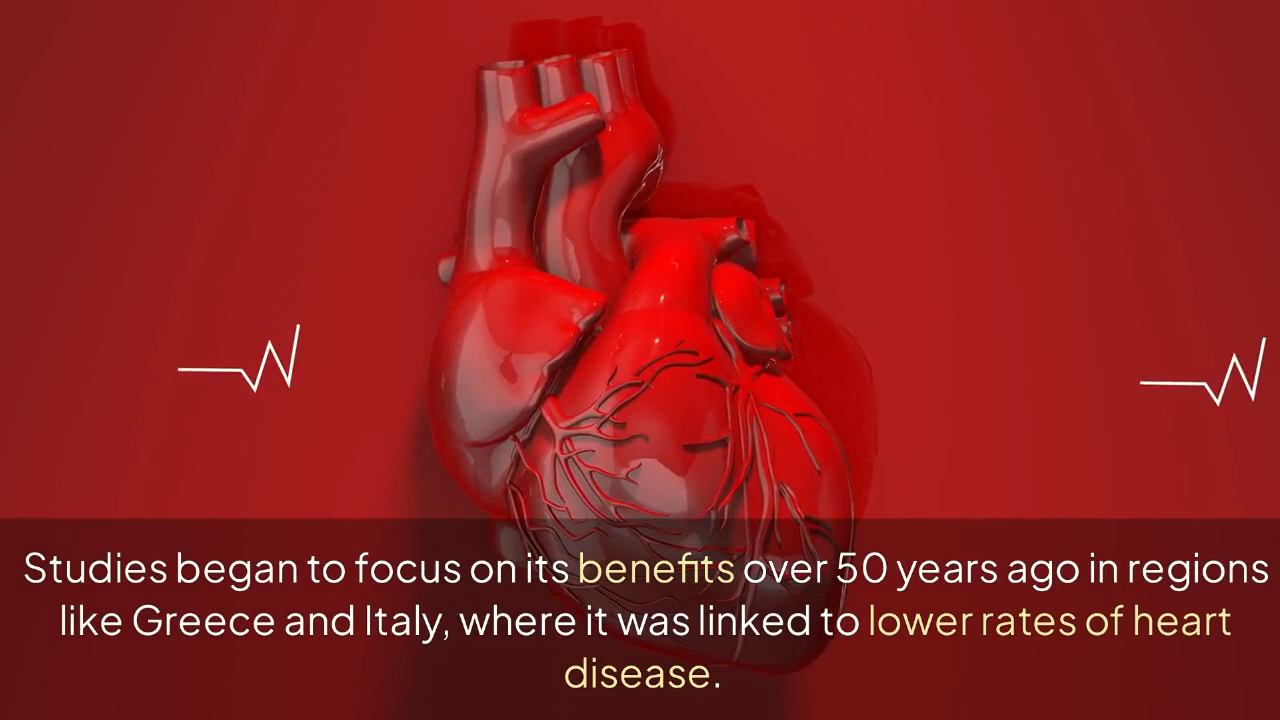 Studies began to focus on its benefits over 50 years ago in regions
like Greece and Italy, where it was linked to lower rates of heart
disease.